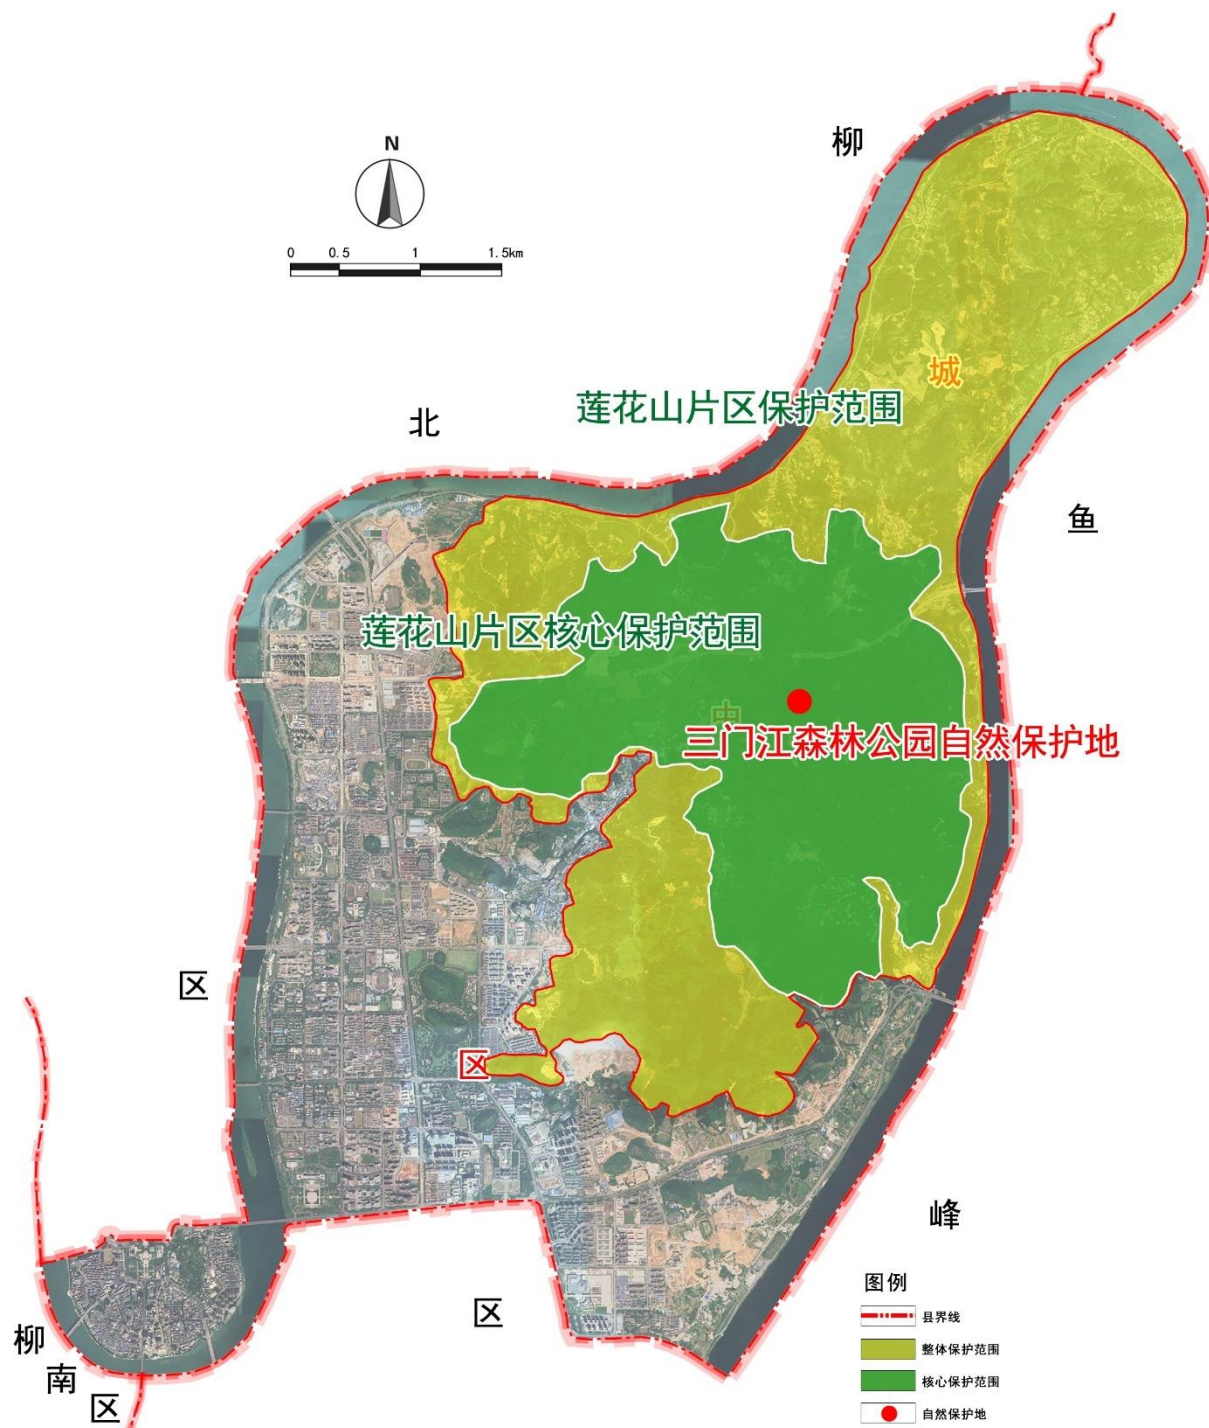 N
0 0.5 1 1.5km
柳
城
莲花山片区保护范围
北
鱼
莲花山片区核心保护范围
中
三门江森林公园自然保护地
区
区
峰
区
柳
南
区
图例
县界线
整体保护范围
核心保护范围
自然保护地